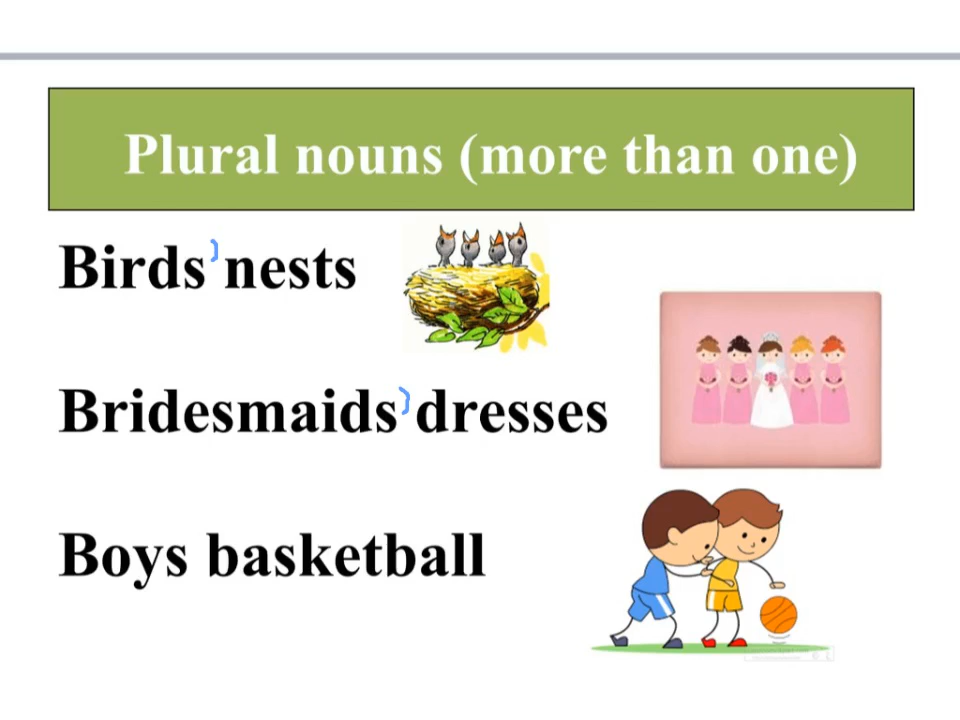 Plural nouns (more than one)
Birds’ nests
Bridesmaids’ dresses
Boys basketball